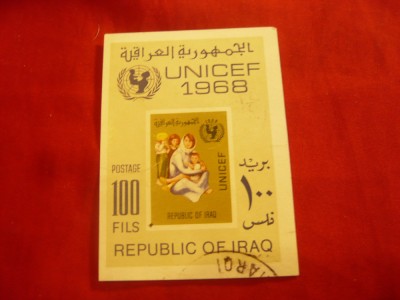 الجمهورية العراقية
UNICEF
1968
الجمهورية العراقية
UNICEF
REPUBLIC OF IRAQ
POSTAGE
100
FILS
بريد
١٠٠
فلس
REPUBLIC OF IRAQ